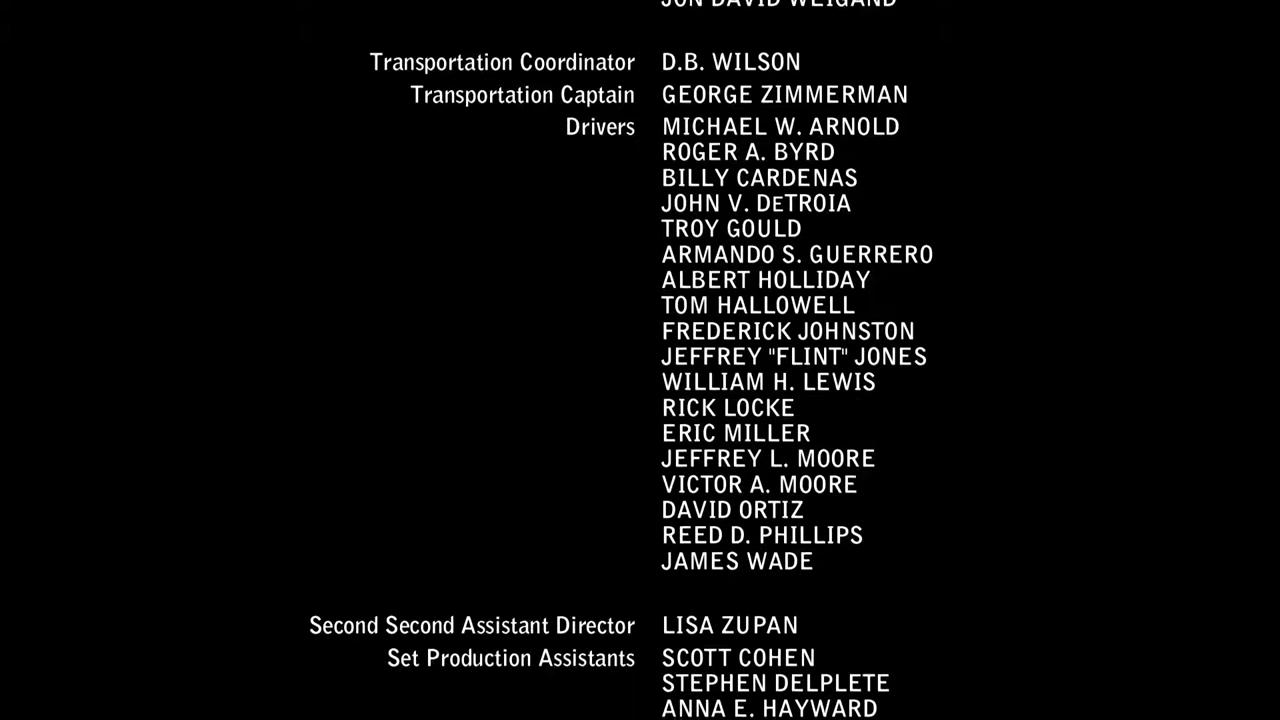 JON DAVID WEIGAND
Transportation Coordinator D.B. WILSON
Transportation Captain GEORGE ZIMMERMAN
Drivers MICHAEL W. ARNOLD
ROGER A. BYRD
BILLY CARDENAS
JOHN V. DeTROIA
TROY GOULD
ARMANDO S. GUERRERO
ALBERT HOLLIDAY
TOM HALLOWELL
FREDERICK JOHNSTON
JEFFREY "FLINT" JONES
WILLIAM H. LEWIS
RICK LOCKE
ERIC MILLER
JEFFREY L. MOORE
VICTOR A. MOORE
DAVID ORTIZ
REED D. PHILLIPS
JAMES WADE
Second Second Assistant Director LISA ZUPAN
Set Production Assistants SCOTT COHEN
STEPHEN DELPLETE
ANNA E. HAYWARD